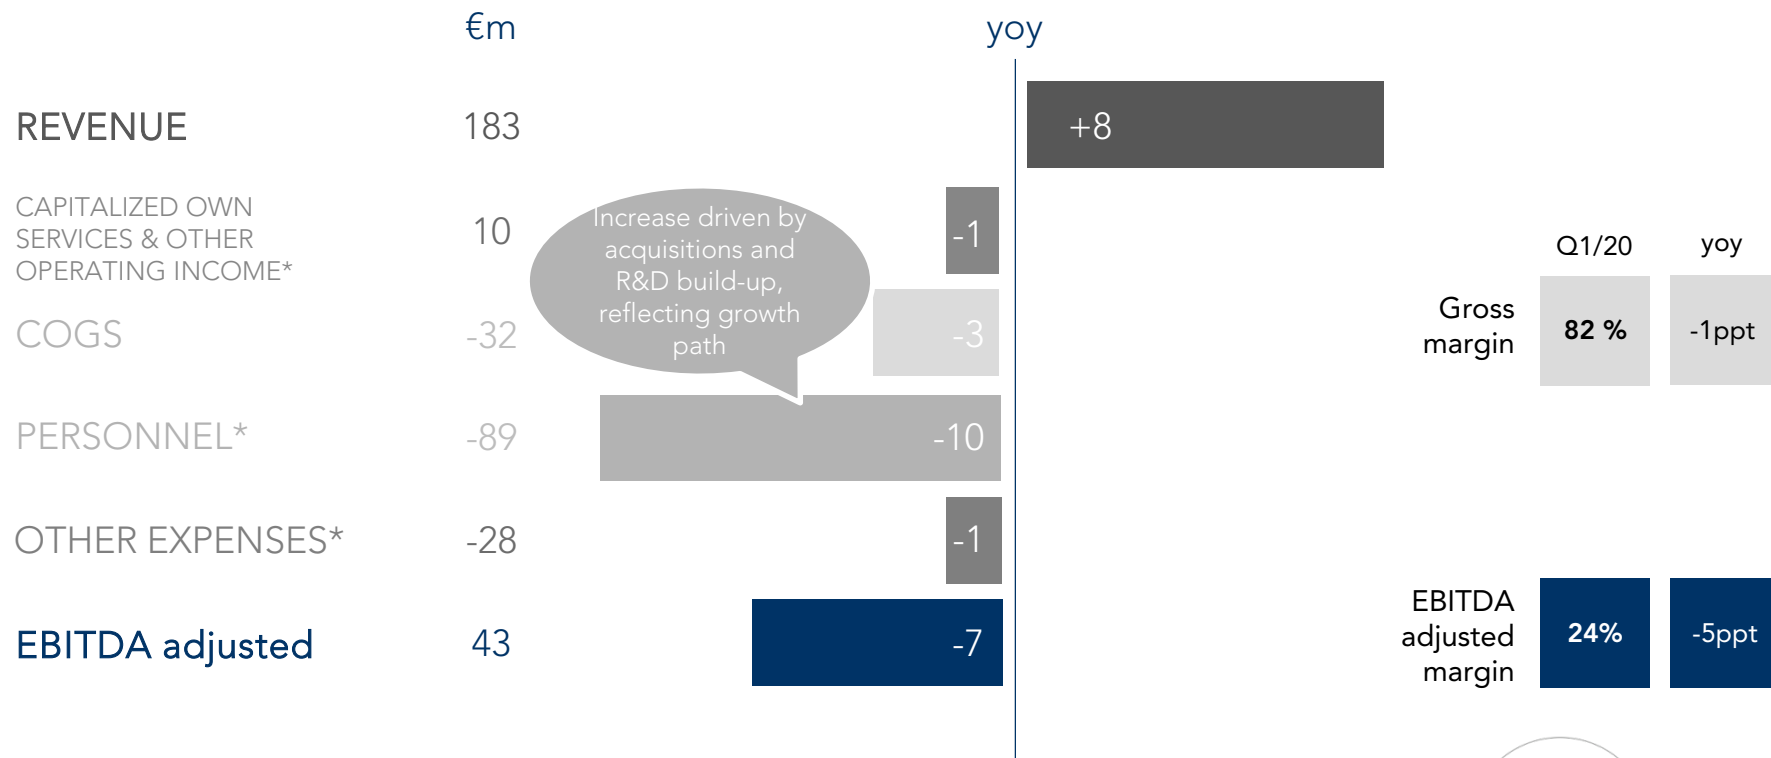 €m yoy
REVENUE 183 +8
CAPITALIZED OWN
SERVICES & OTHER
OPERATING INCOME*
10
-1
Increase driven by
acquisitions and
R&D build-up,
reflecting growth
path
COGS -32 -3
PERSONNEL* -89 -10
OTHER EXPENSES* -28 -1
EBITDA adjusted 43 -7
Q1/20 yoy
Gross
margin
82 % -1ppt
EBITDA
adjusted
margin
24% -5ppt